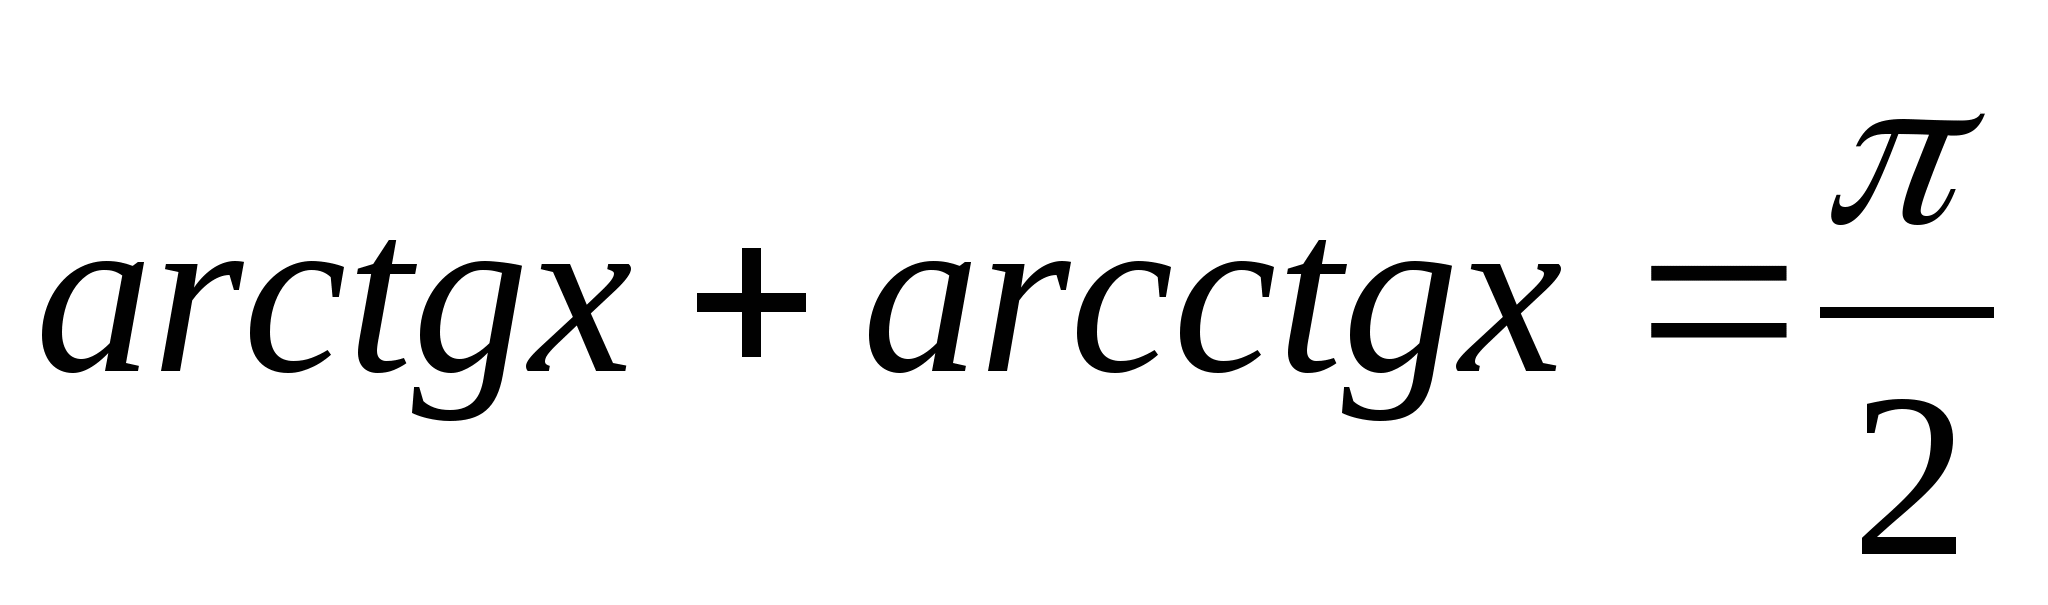 arctgx + arcctgx = π/2